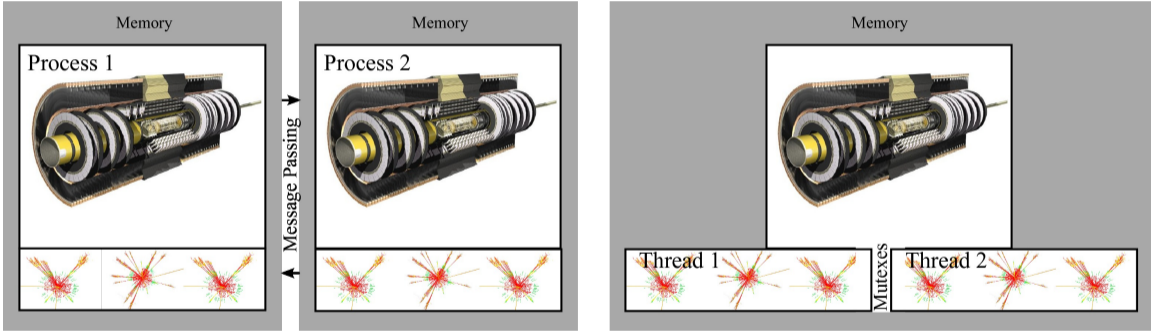 Memory
Process 1
Message Passing
Memory
Process 2
Memory
Thread 1
Mutexes
Thread 2